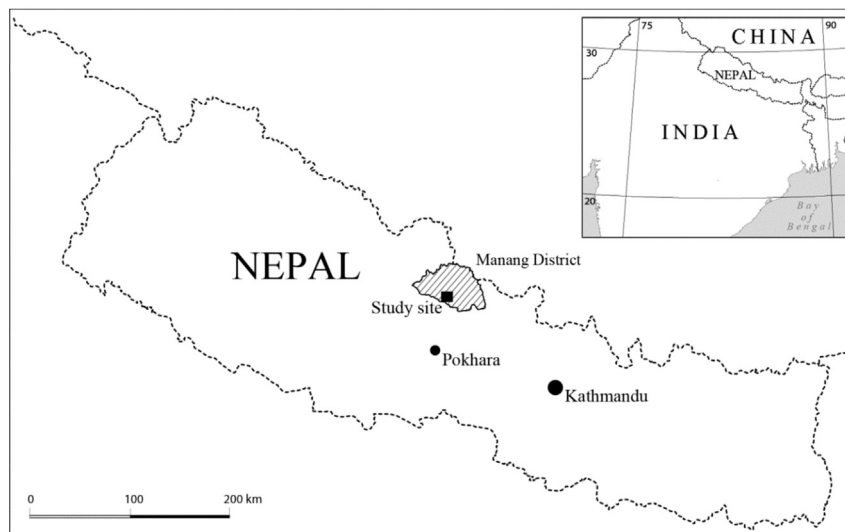 75
90
CHINA
30
NEPAL
INDIA
20
Bay
of
Bengal
NEPAL
Manang District
Study site
Pokhara
Kathmandu
0
100
200 km